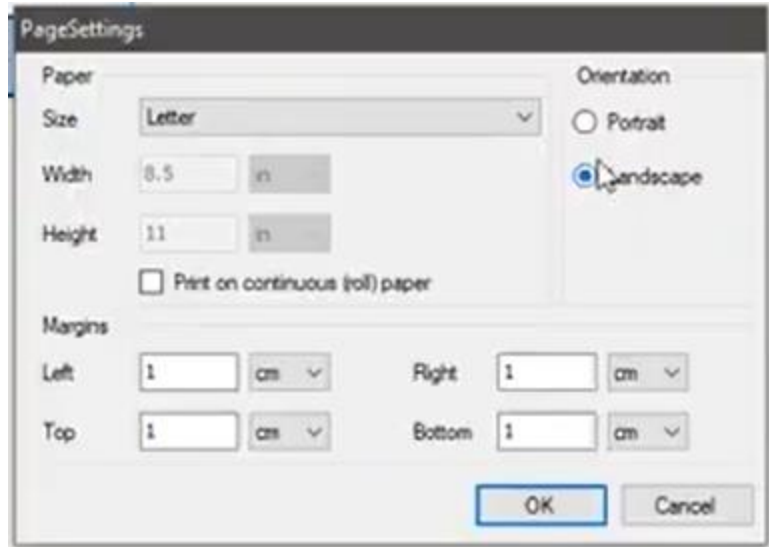 PageSettings
Paper
Orientation
Size Letter
Portrait
Width 8.5 in
Landscape
Height 11 in
Print on continuous (roll) paper
Margins
Left 1 cm Right 1 cm
Top 1 cm Bottom 1 cm
OK Cancel